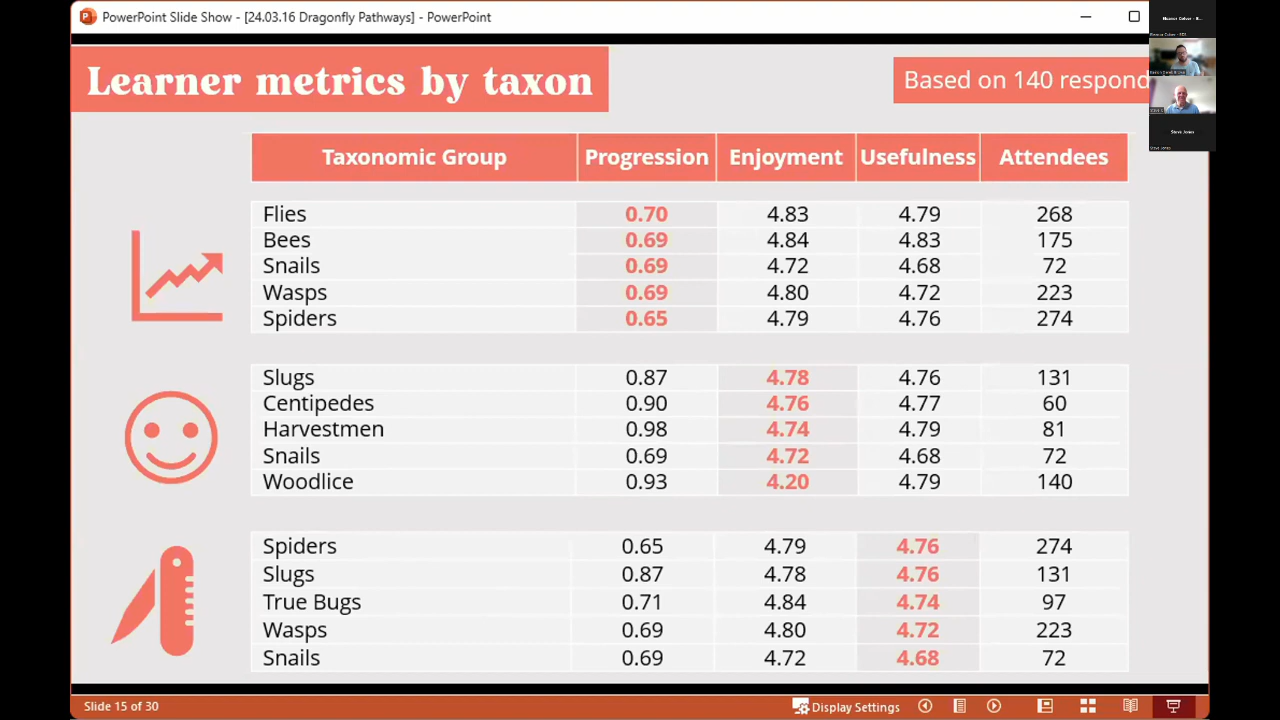 PowerPoint Slide Show - [24.03.16 Dragonfly Pathways] - PowerPoint
Learner metrics by taxon
Based on 140 respond
Taxonomic Group Progression Enjoyment Usefulness Attendees
Flies 0.70 4.83 4.79 268
Bees 0.69 4.84 4.83 175
Snails 0.69 4.72 4.68 72
Wasps 0.69 4.80 4.72 223
Spiders 0.65 4.79 4.76 274
Slugs 0.87 4.78 4.76 131
Centipedes 0.90 4.76 4.77 60
Harvestmen 0.98 4.74 4.79 81
Snails 0.69 4.72 4.68 72
Woodlice 0.93 4.20 4.79 140
Spiders 0.65 4.79 4.76 274
Slugs 0.87 4.78 4.76 131
True Bugs 0.71 4.84 4.74 97
Wasps 0.69 4.80 4.72 223
Snails 0.69 4.72 4.68 72
Steve Jones
Steve Jones
Slide 15 of 30
Display Settings